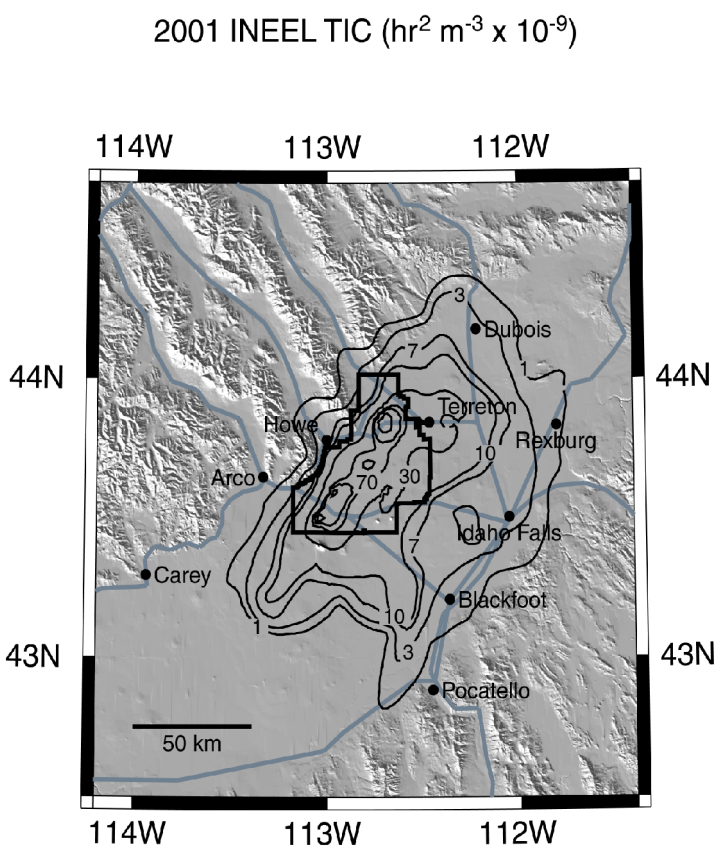 2001 INEEL TIC (hr² m⁻³ x 10⁻⁹)
114W 113W 112W
3
Dubois
7
1
44N 44N
Terreton
Howe
Rexburg
10
Arco
70 30
Idaho Falls
7
Carey
Blackfoot
10
1
3
43N 43N
Pocatello
50 km
114W 113W 112W